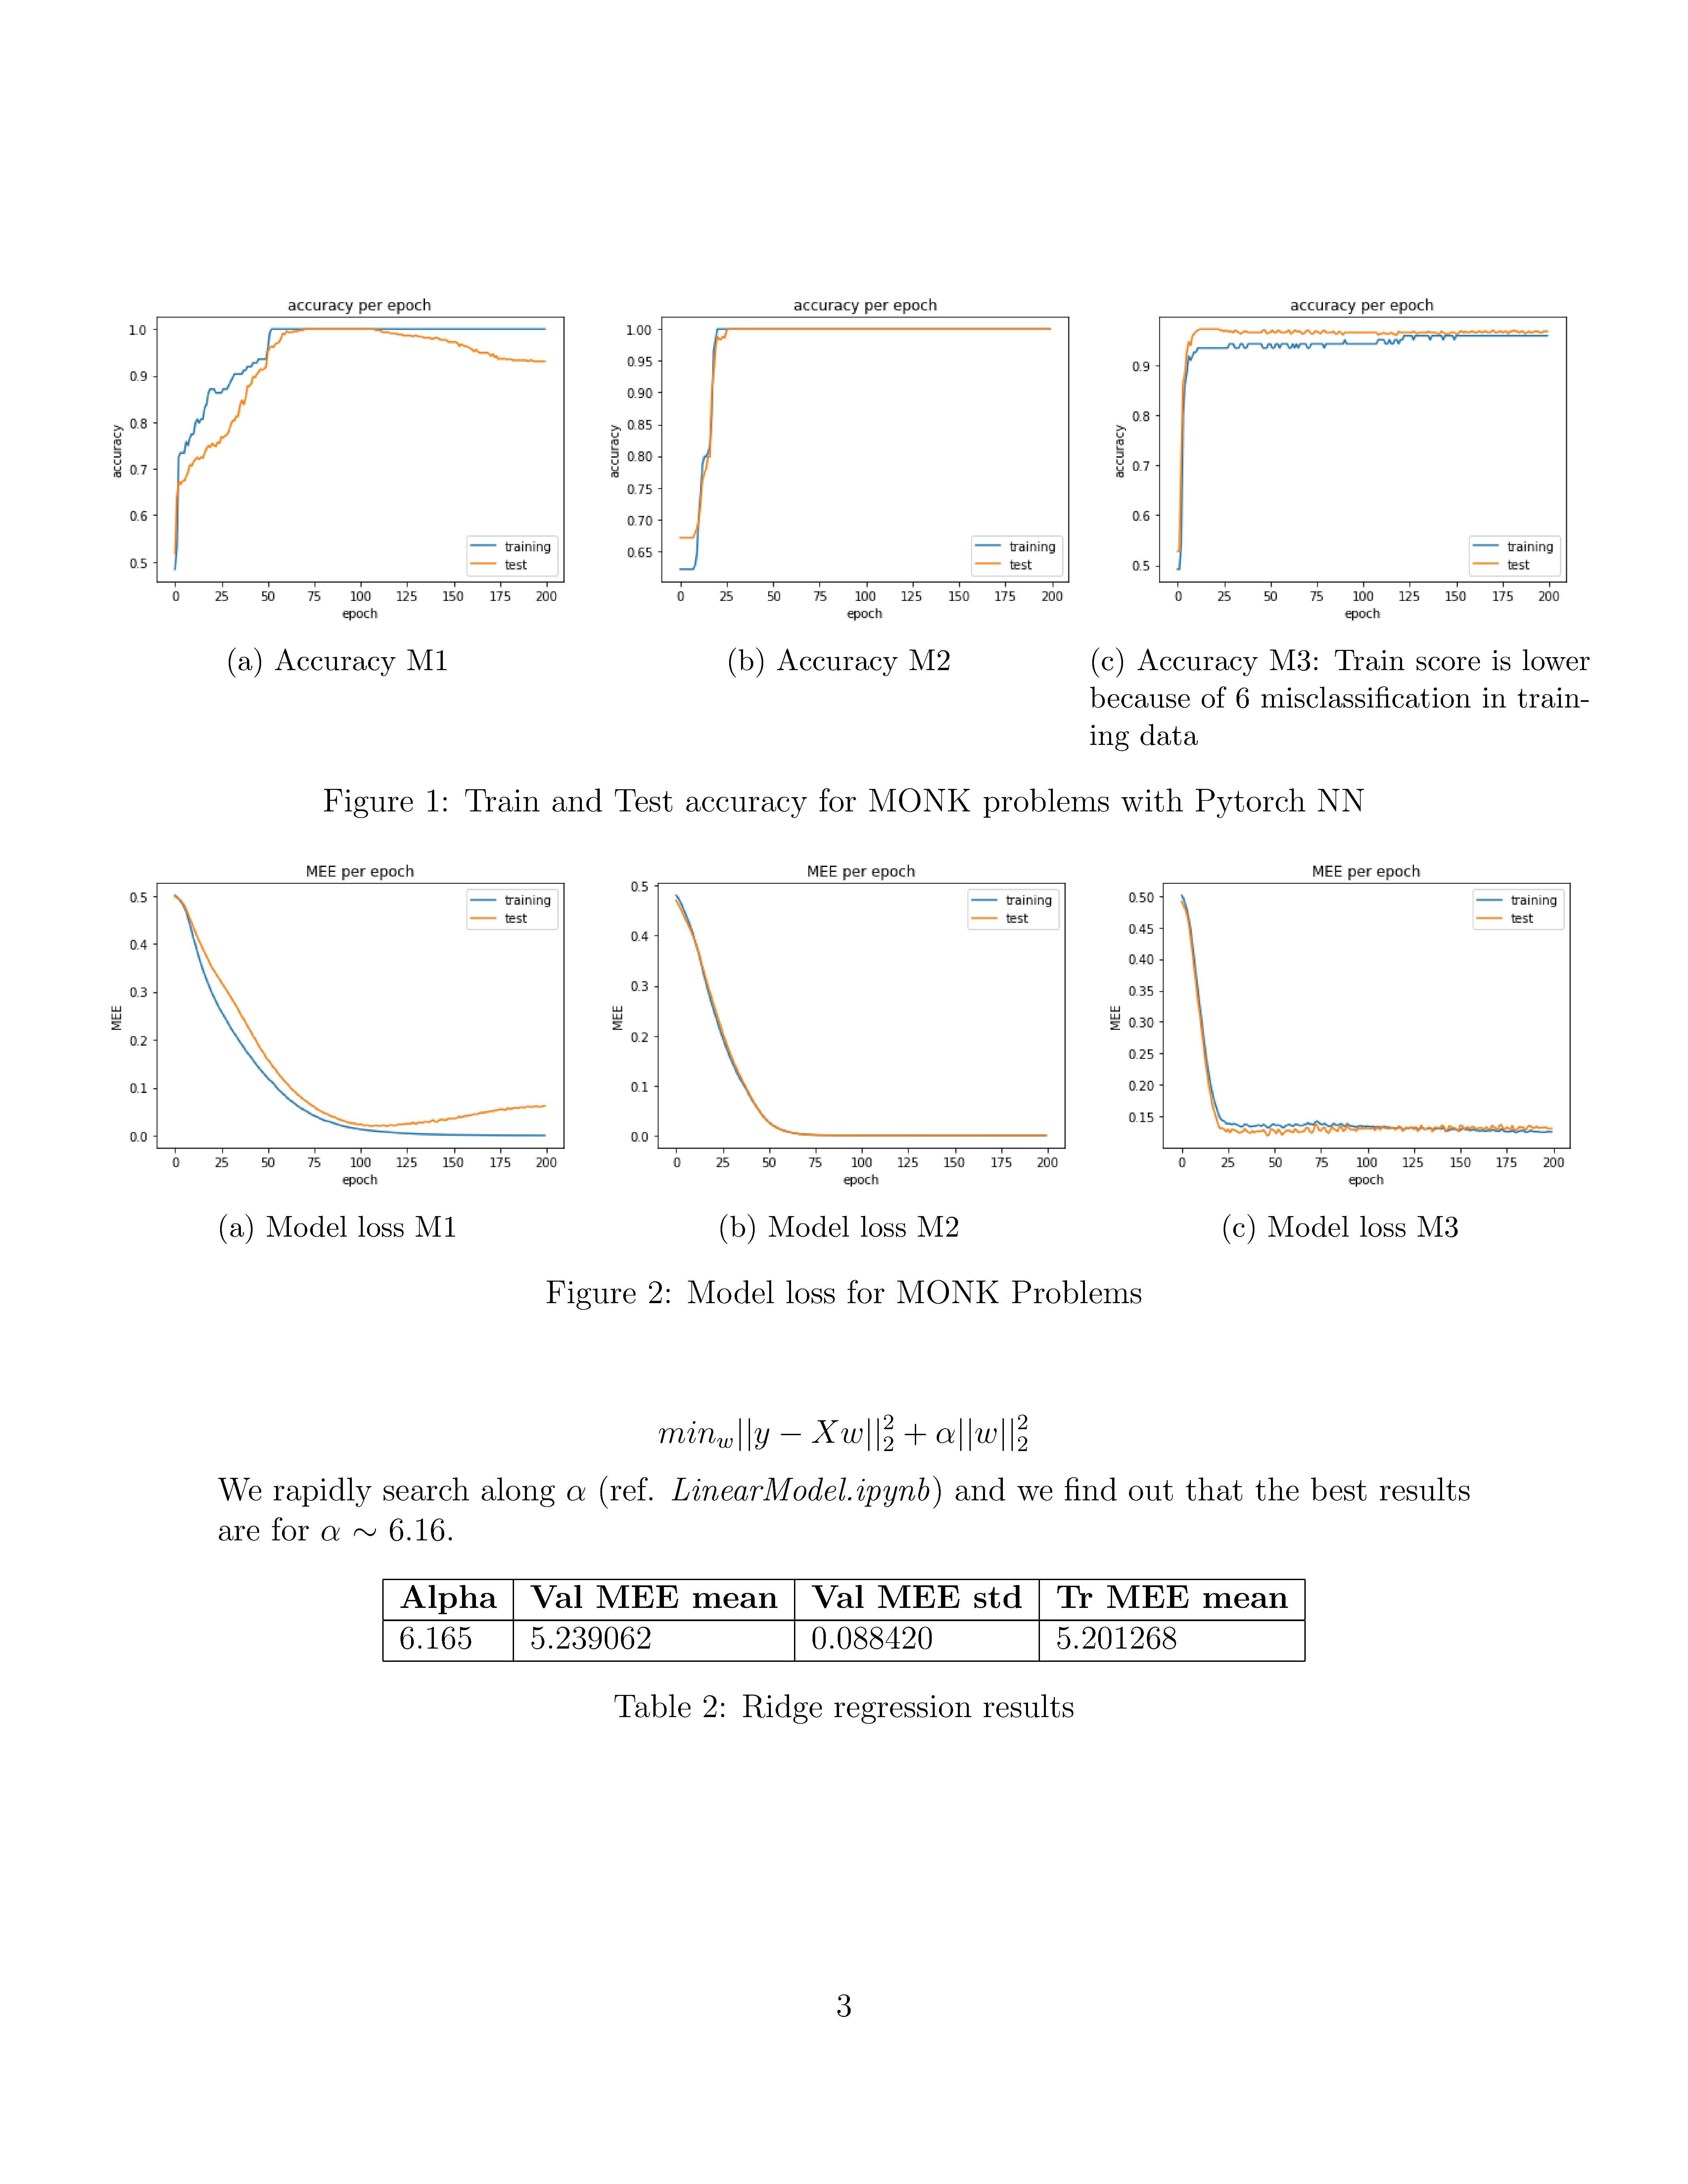 accuracy per epoch
1.0
0.9
0.8
0.7
0.6
0.5
accuracy
training
test
0 25 50 75 100 125 150 175 200
epoch
(a) Accuracy M1
accuracy per epoch
1.00
0.95
0.90
0.85
0.80
0.75
0.70
0.65
accuracy
training
test
0 25 50 75 100 125 150 175 200
epoch
(b) Accuracy M2
accuracy per epoch
0.9
0.8
0.7
0.6
0.5
accuracy
training
test
0 25 50 75 100 125 150 175 200
epoch
(c) Accuracy M3: Train score is lower
because of 6 misclassification in train-
ing data
Figure 1: Train and Test accuracy for MONK problems with Pytorch NN
MEE per epoch
0.5
0.4
0.3
0.2
0.1
0.0
MEE
training
test
0 25 50 75 100 125 150 175 200
epoch
(a) Model loss M1
MEE per epoch
0.5
0.4
0.3
0.2
0.1
0.0
MEE
training
test
0 25 50 75 100 125 150 175 200
epoch
(b) Model loss M2
MEE per epoch
0.50
0.45
0.40
0.35
0.30
0.25
0.20
0.15
MEE
training
test
0 25 50 75 100 125 150 175 200
epoch
(c) Model loss M3
Figure 2: Model loss for MONK Problems
min_w||y − Xw||_2^2 + α||w||_2^2
We rapidly search along α (ref. LinearModel.ipynb) and we find out that the best results
are for α ∼ 6.16.
Alpha Val MEE mean Val MEE std Tr MEE mean
6.165 5.239062 0.088420 5.201268
Table 2: Ridge regression results
3